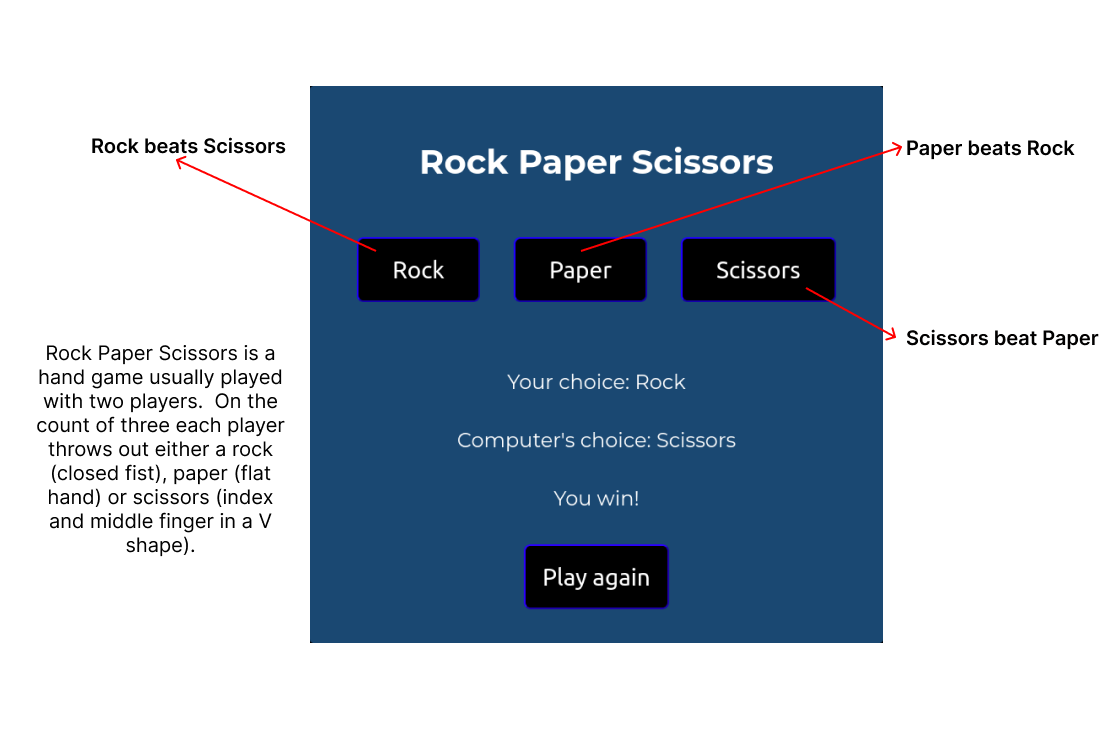 Rock beats Scissors
Paper beats Rock
Rock Paper Scissors
Rock
Paper
Scissors
Scissors beat Paper
Rock Paper Scissors is a
hand game usually played
with two players.  On the
count of three each player
throws out either a rock
(closed fist), paper (flat
hand) or scissors (index
and middle finger in a V
shape).
Your choice: Rock
Computer's choice: Scissors
You win!
Play again